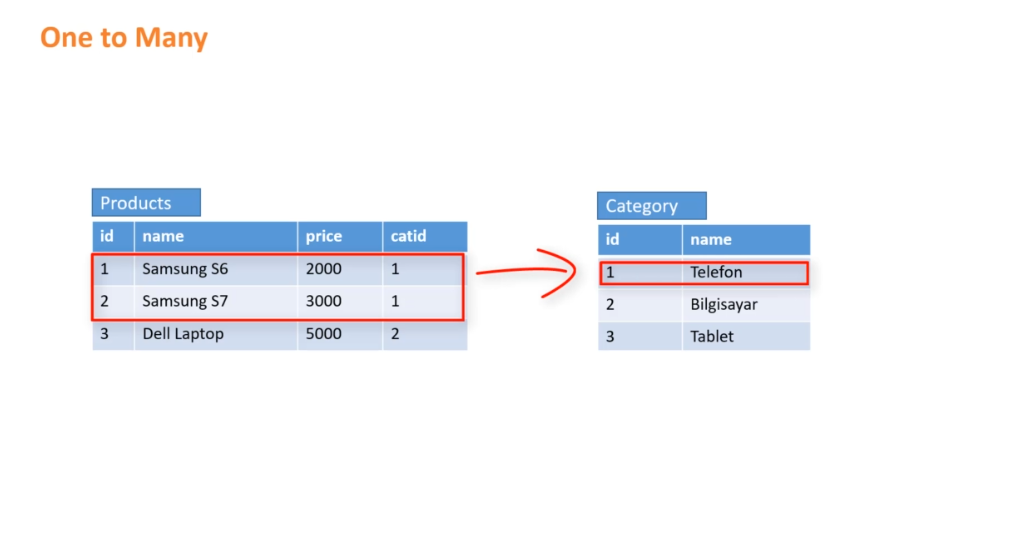 One to Many
Products
id name price catid
1 Samsung S6 2000 1
2 Samsung S7 3000 1
3 Dell Laptop 5000 2
Category
id name
1 Telefon
2 Bilgisayar
3 Tablet